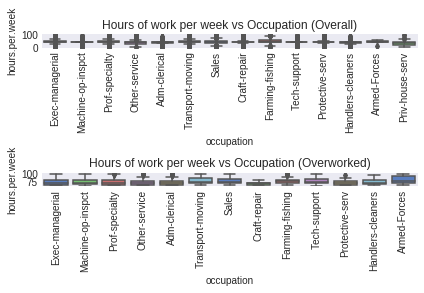 Hours of work per week vs Occupation (Overall)
hours per week
100
0
Exec-managerial
Machine-op-inspct
Prof-specialty
Other-service
Adm-clerical
Transport-moving
Sales
Craft-repair
Farming-fishing
Tech-support
Protective-serv
Handlers-cleaners
Armed-Forces
Priv-house-serv
occupation
Hours of work per week vs Occupation (Overworked)
hours per week
100
75
Exec-managerial
Machine-op-inspct
Prof-specialty
Other-service
Adm-clerical
Transport-moving
Sales
Craft-repair
Farming-fishing
Tech-support
Protective-serv
Handlers-cleaners
Armed-Forces
occupation